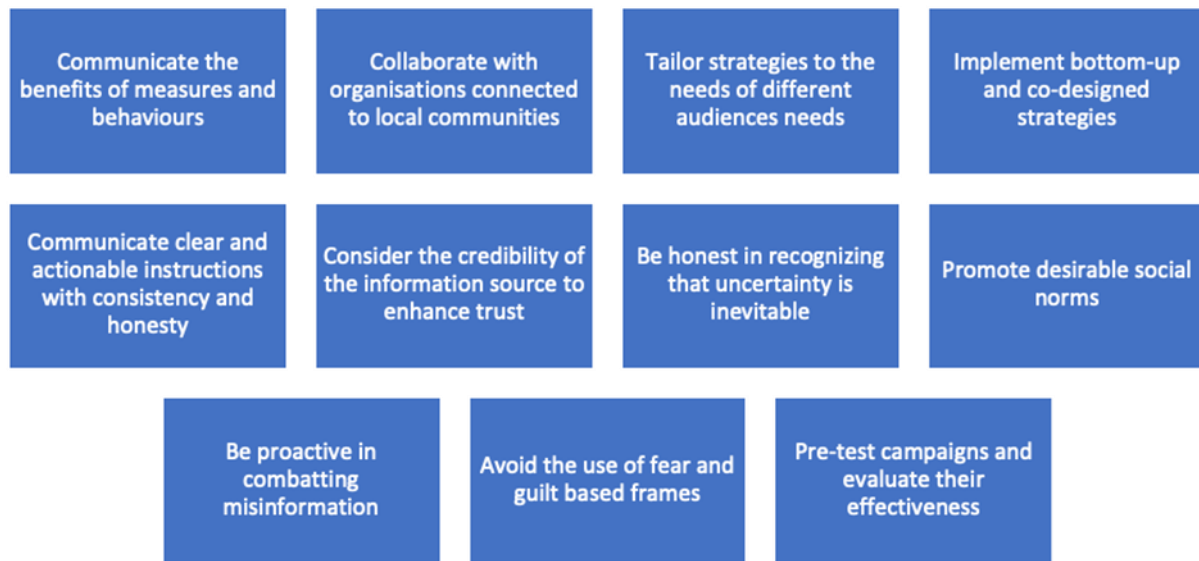 Communicate the
benefits of measures and
behaviours
Collaborate with
organisations connected
to local communities
Tailor strategies to the
needs of different
audiences needs
Implement bottom-up
and co-designed
strategies
Communicate clear and
actionable instructions
with consistency and
honesty
Consider the credibility of
the information source to
enhance trust
Be honest in recognizing
that uncertainty is
inevitable
Promote desirable social
norms
Be proactive in
combatting
misinformation
Avoid the use of fear and
guilt based frames
Pre-test campaigns and
evaluate their
effectiveness